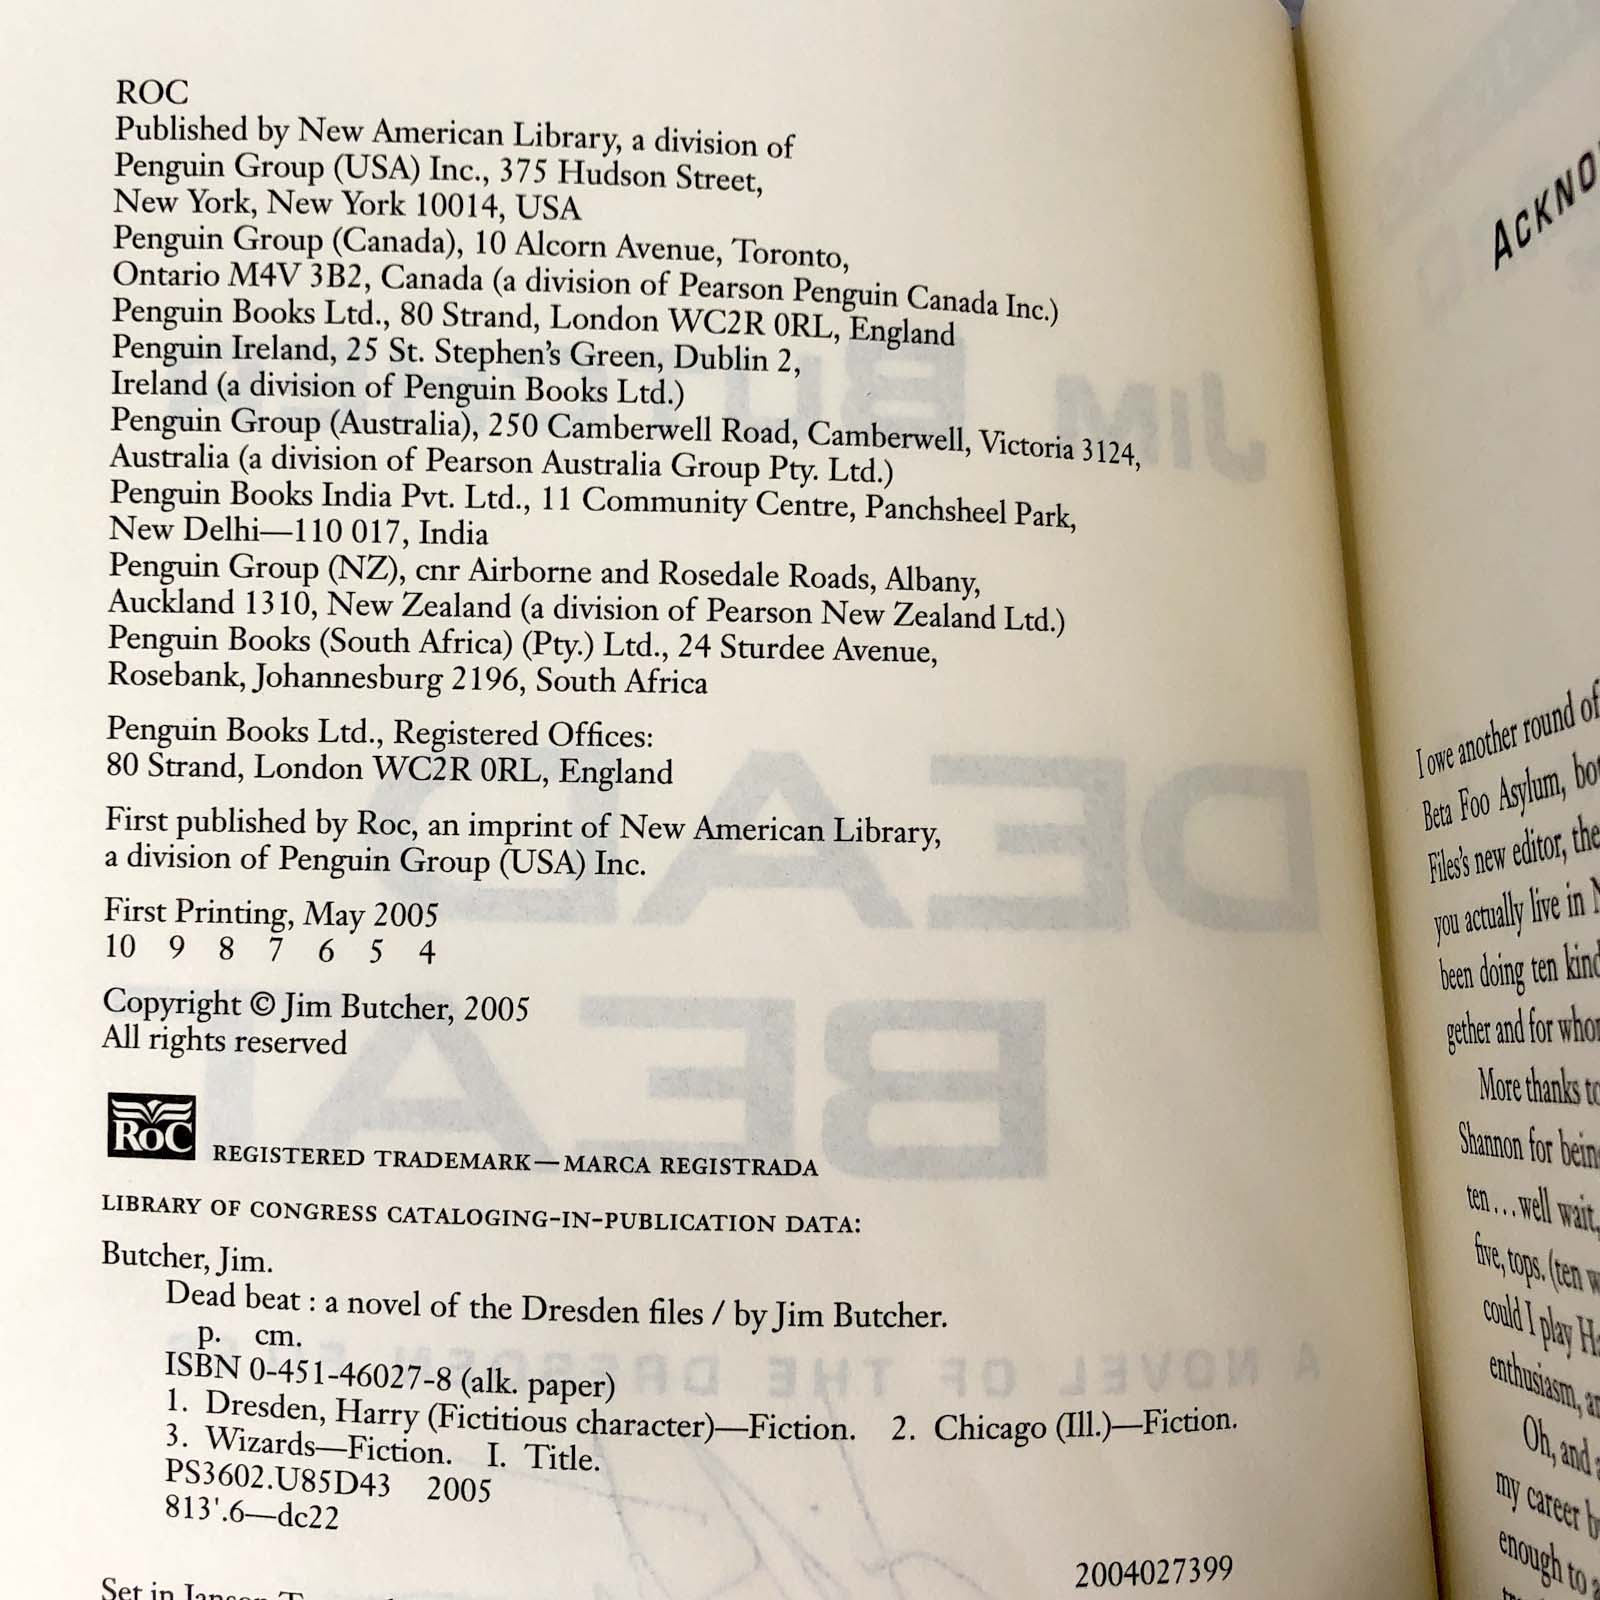 ROC
Published by New American Library, a division of
Penguin Group (USA) Inc., 375 Hudson Street,
New York, New York 10014, USA
Penguin Group (Canada), 10 Alcorn Avenue, Toronto,
Ontario M4V 3B2, Canada (a division of Pearson Penguin Canada Inc.)
Penguin Books Ltd., 80 Strand, London WC2R 0RL, England
Penguin Ireland, 25 St. Stephen's Green, Dublin 2,
Ireland (a division of Penguin Books Ltd.)
Penguin Group (Australia), 250 Camberwell Road, Camberwell, Victoria 3124,
Australia (a division of Pearson Australia Group Pty. Ltd.)
Penguin Books India Pvt. Ltd., 11 Community Centre, Panchsheel Park,
New Delhi—110 017, India
Penguin Group (NZ), cnr Airborne and Rosedale Roads, Albany,
Auckland 1310, New Zealand (a division of Pearson New Zealand Ltd.)
Penguin Books (South Africa) (Pty.) Ltd., 24 Sturdee Avenue,
Rosebank, Johannesburg 2196, South Africa
Penguin Books Ltd., Registered Offices:
80 Strand, London WC2R 0RL, England
First published by Roc, an imprint of New American Library,
a division of Penguin Group (USA) Inc.
First Printing, May 2005
10 9 8 7 6 5 4
Copyright © Jim Butcher, 2005
All rights reserved
ROC REGISTERED TRADEMARK—MARCA REGISTRADA
LIBRARY OF CONGRESS CATALOGING-IN-PUBLICATION DATA:
Butcher, Jim.
Dead beat : a novel of the Dresden files / by Jim Butcher.
p. cm.
ISBN 0-451-46027-8 (alk. paper)
1. Dresden, Harry (Fictitious character)—Fiction. 2. Chicago (Ill.)—Fiction.
3. Wizards—Fiction. I. Title.
PS3602.U85D43 2005
813'.6—dc22
2004027399
Set in Janson
I owe another round of
Beta Foo Asylum,
Files's new editor, the
you actually live in
been doing ten
gether and for
More thanks
Shannon for
ten...well wait,
five, tops. (ten
could I play
enthusiasm,
Oh, and
my career
enough to